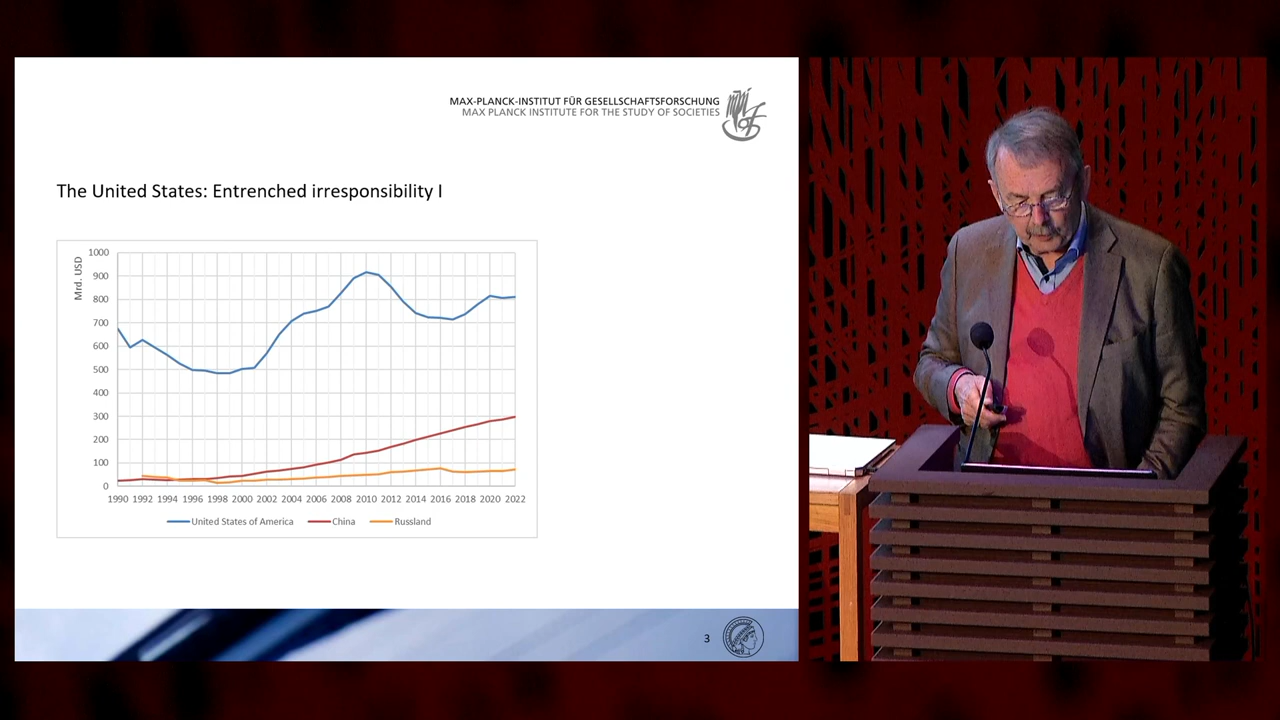 MAX-PLANCK-INSTITUT FÜR GESELLSCHAFTSFORSCHUNG
MAX PLANCK INSTITUTE FOR THE STUDY OF SOCIETIES
The United States: Entrenched irresponsibility I
Mrd. USD
1000
900
800
700
600
500
400
300
200
100
0
1990 1992 1994 1996 1998 2000 2002 2004 2006 2008 2010 2012 2014 2016 2018 2020 2022
United States of America China Russland
3